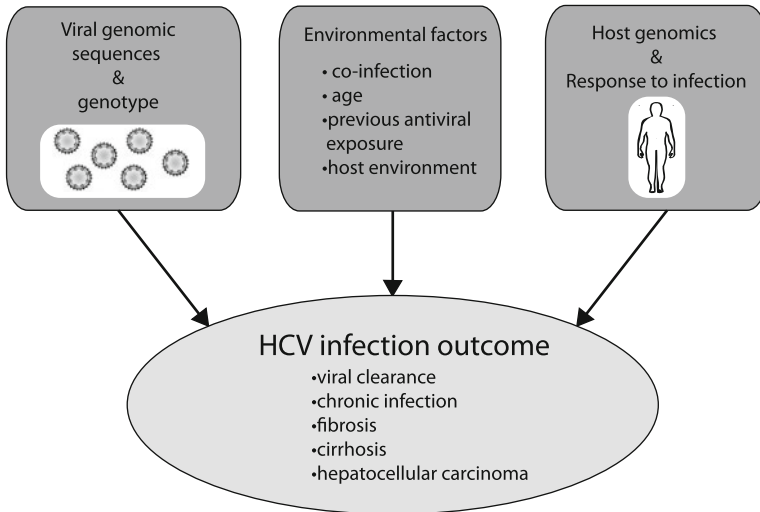 Viral genomic
sequences
&
genotype
Environmental factors
• co-infection
• age
•previous antiviral
exposure
•host environment
Host genomics
&
Response to infection
HCV infection outcome
•viral clearance
•chronic infection
•fibrosis
•cirrhosis
•hepatocellular carcinoma